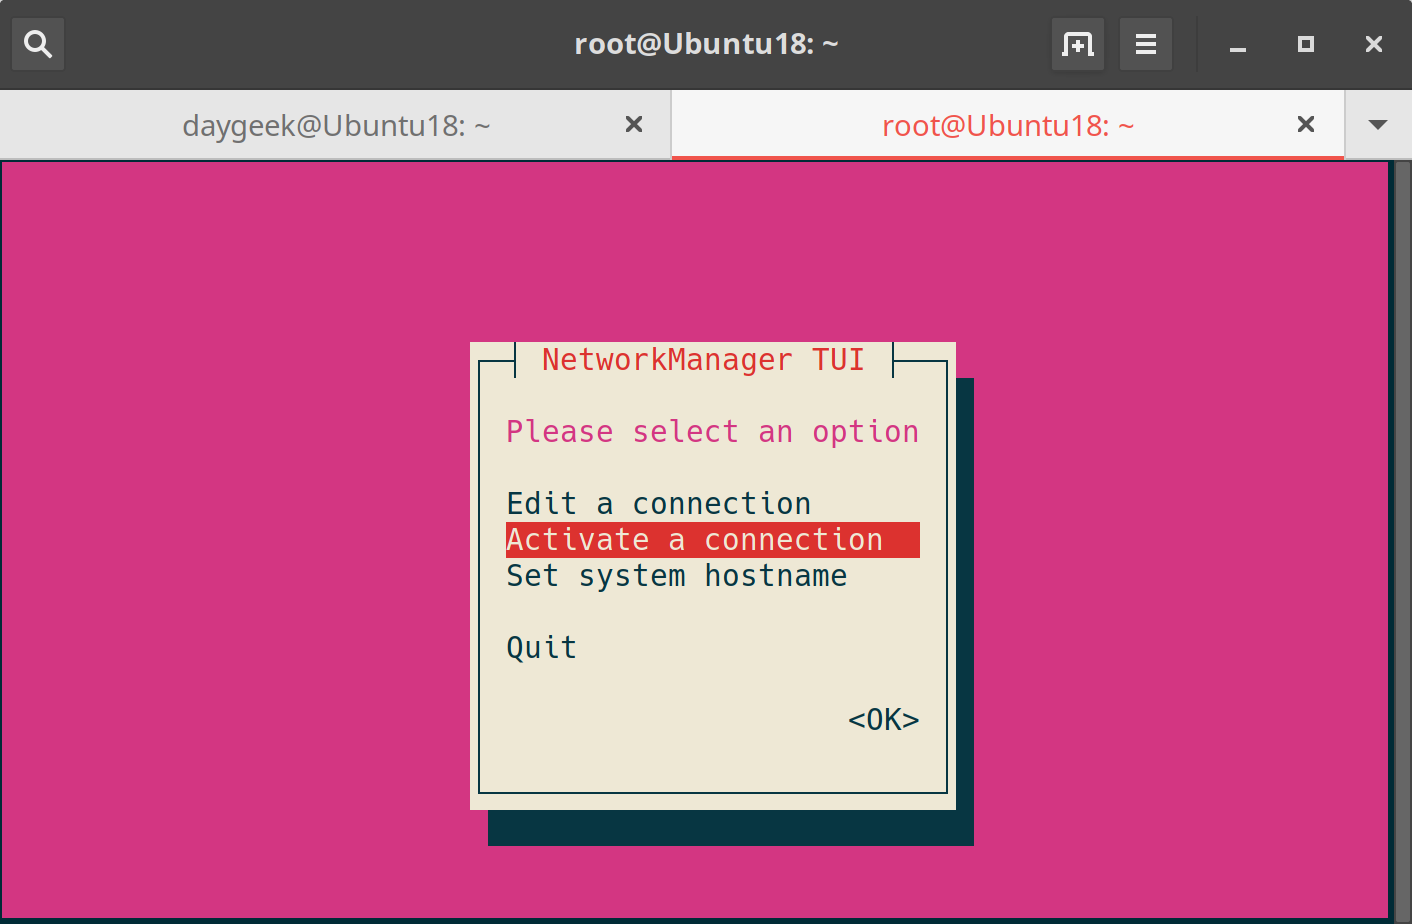 root@Ubuntu18: ~
daygeek@Ubuntu18: ~
root@Ubuntu18: ~
NetworkManager TUI
Please select an option
Edit a connection
Activate a connection
Set system hostname
Quit
<OK>